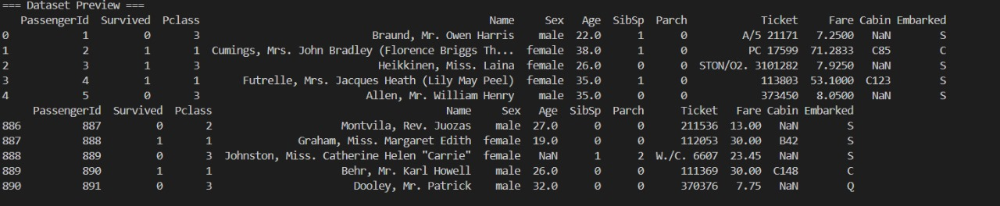 === Dataset Preview ===
PassengerId Survived Pclass Name Sex Age SibSp Parch Ticket Fare Cabin Embarked
0 1 0 3 Braund, Mr. Owen Harris male 22.0 1 0 A/5 21171 7.2500 NaN S
1 2 1 1 Cumings, Mrs. John Bradley (Florence Briggs Th... female 38.0 1 0 PC 17599 71.2833 C85 C
2 3 1 3 Heikkinen, Miss. Laina female 26.0 0 0 STON/O2. 3101282 7.9250 NaN S
3 4 1 1 Futrelle, Mrs. Jacques Heath (Lily May Peel) female 35.0 1 0 113803 53.1000 C123 S
4 5 0 3 Allen, Mr. William Henry male 35.0 0 0 373450 8.0500 NaN S
PassengerId Survived Pclass Name Sex Age SibSp Parch Ticket Fare Cabin Embarked
886 887 0 2 Montvila, Rev. Juozas male 27.0 0 0 211536 13.00 NaN S
887 888 1 1 Graham, Miss. Margaret Edith female 19.0 0 0 112053 30.00 B42 S
888 889 0 3 Johnston, Miss. Catherine Helen "Carrie" female NaN 1 2 W./C. 6607 23.45 NaN S
889 890 1 1 Behr, Mr. Karl Howell male 26.0 0 0 111369 30.00 C148 C
890 891 0 3 Dooley, Mr. Patrick male 32.0 0 0 370376 7.75 NaN Q